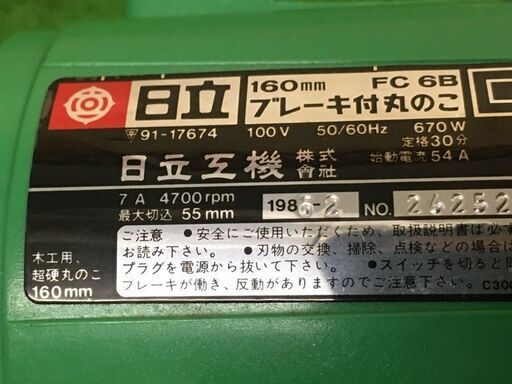 日立 160mm FC 6B
ブレーキ付丸のこ
〒91-17674 100V 50/60Hz 670W
定格30分
日立工機 株式会社 始動電流54A
7A 4700rpm
最大切込 55mm 1986-2 NO. 26252
ご注意 ●安全にご使用いただくため、取扱説明書は必ず
お読み下さい。 ●刃物の交換、掃除、点検などの場合は
プラグを電源から抜いて下さい。 ●スイッチを切ると同
ブレーキが働き、反動がありますのでご注意下さい。 C300
木工用、
超硬丸のこ
160mm